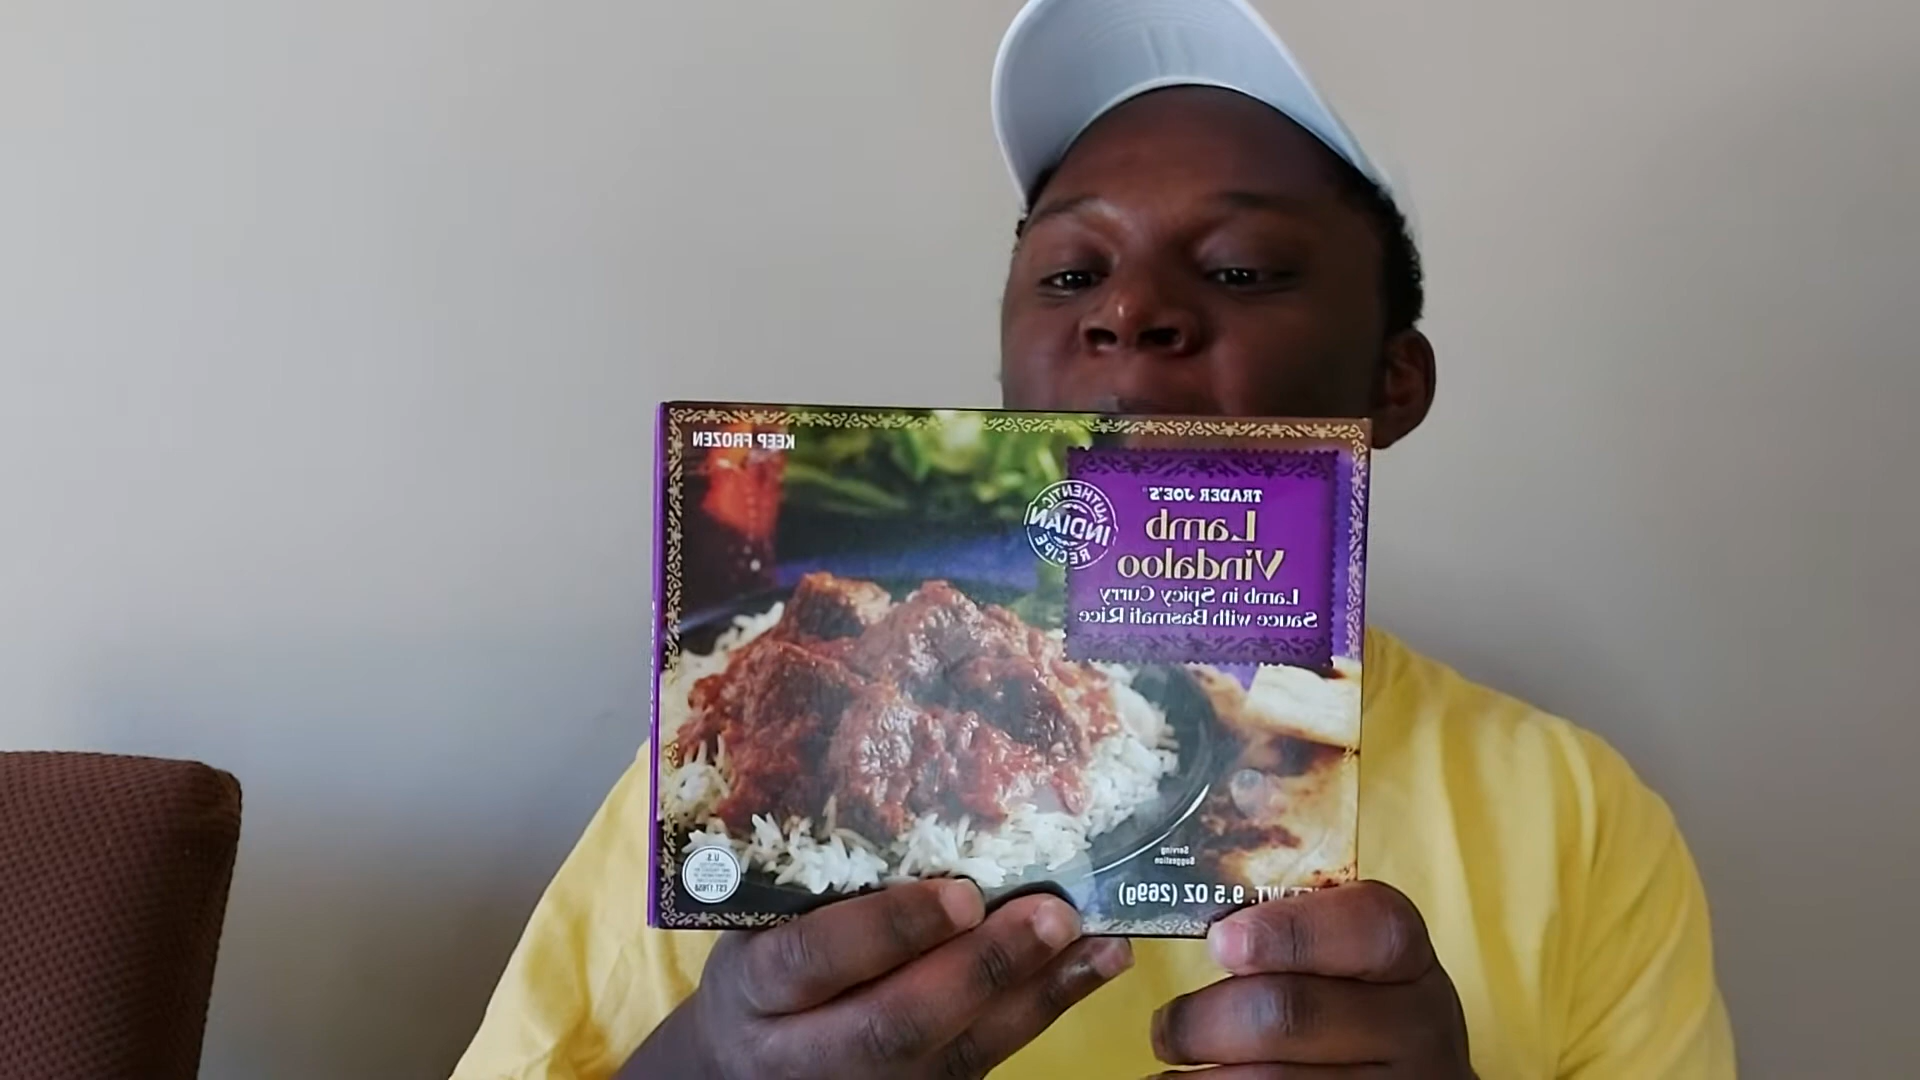 KEEP FROZEN
TRADER JOE'S
Lamb
Vindaloo
Lamb in Spicy Curry
Sauce with Basmati Rice
AUTHENTIC
INDIAN
RECIPE
Serving
Suggestion
NET WT. 9.5 OZ (269g)
U.S.